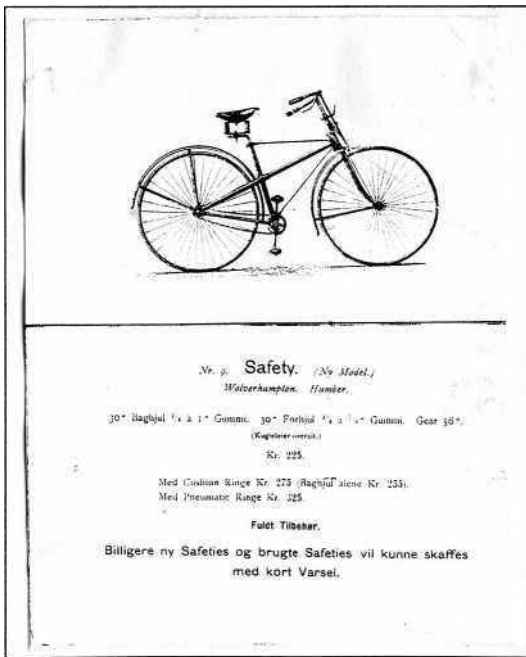 Nr. 9. Safety. (Ny Model.)
Wolverhampton. Humber.
30" Baghjul à 1" Gummi. 30" Forhjul Gummi. Gear 56".
(Kuglelejer overalt.)
Kr. 225.
Med Cushion Ringe Kr. 275 (Baghjul alene Kr. 255).
Med Pneumatic Ringe Kr. 325.
Fuldt Tilbehør.
Billigere ny Safeties og brugte Safeties vil kunne skaffes
med kort Varsel.